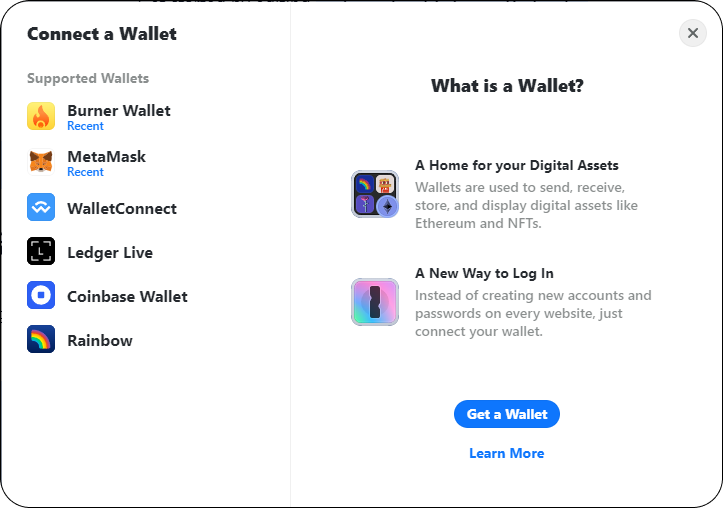 Connect a Wallet
Supported Wallets
Burner Wallet
Recent
MetaMask
Recent
WalletConnect
Ledger Live
Coinbase Wallet
Rainbow
What is a Wallet?
A Home for your Digital Assets
Wallets are used to send, receive,
store, and display digital assets like
Ethereum and NFTs.
A New Way to Log In
Instead of creating new accounts and
passwords on every website, just
connect your wallet.
Get a Wallet
Learn More